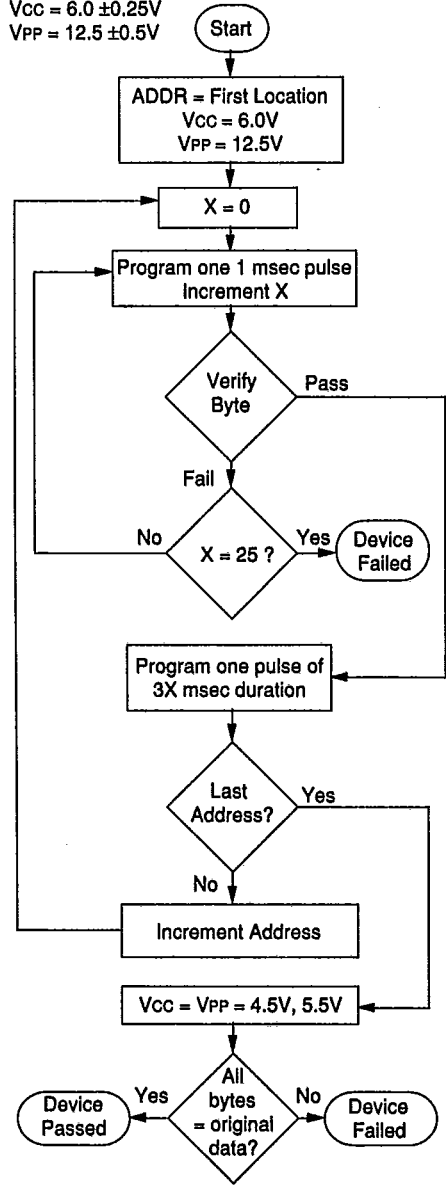 VCC = 6.0 ±0.25V
VPP = 12.5 ±0.5V
Start
ADDR = First Location
VCC = 6.0V
VPP = 12.5V
X = 0
Program one 1 msec pulse
Increment X
Verify
Byte
Pass
Fail
No
X = 25 ?
Yes
Device
Failed
Program one pulse of
3X msec duration
Last
Address?
Yes
No
Increment Address
VCC = VPP = 4.5V, 5.5V
All
bytes
= original
data?
Yes
No
Device
Passed
Device
Failed